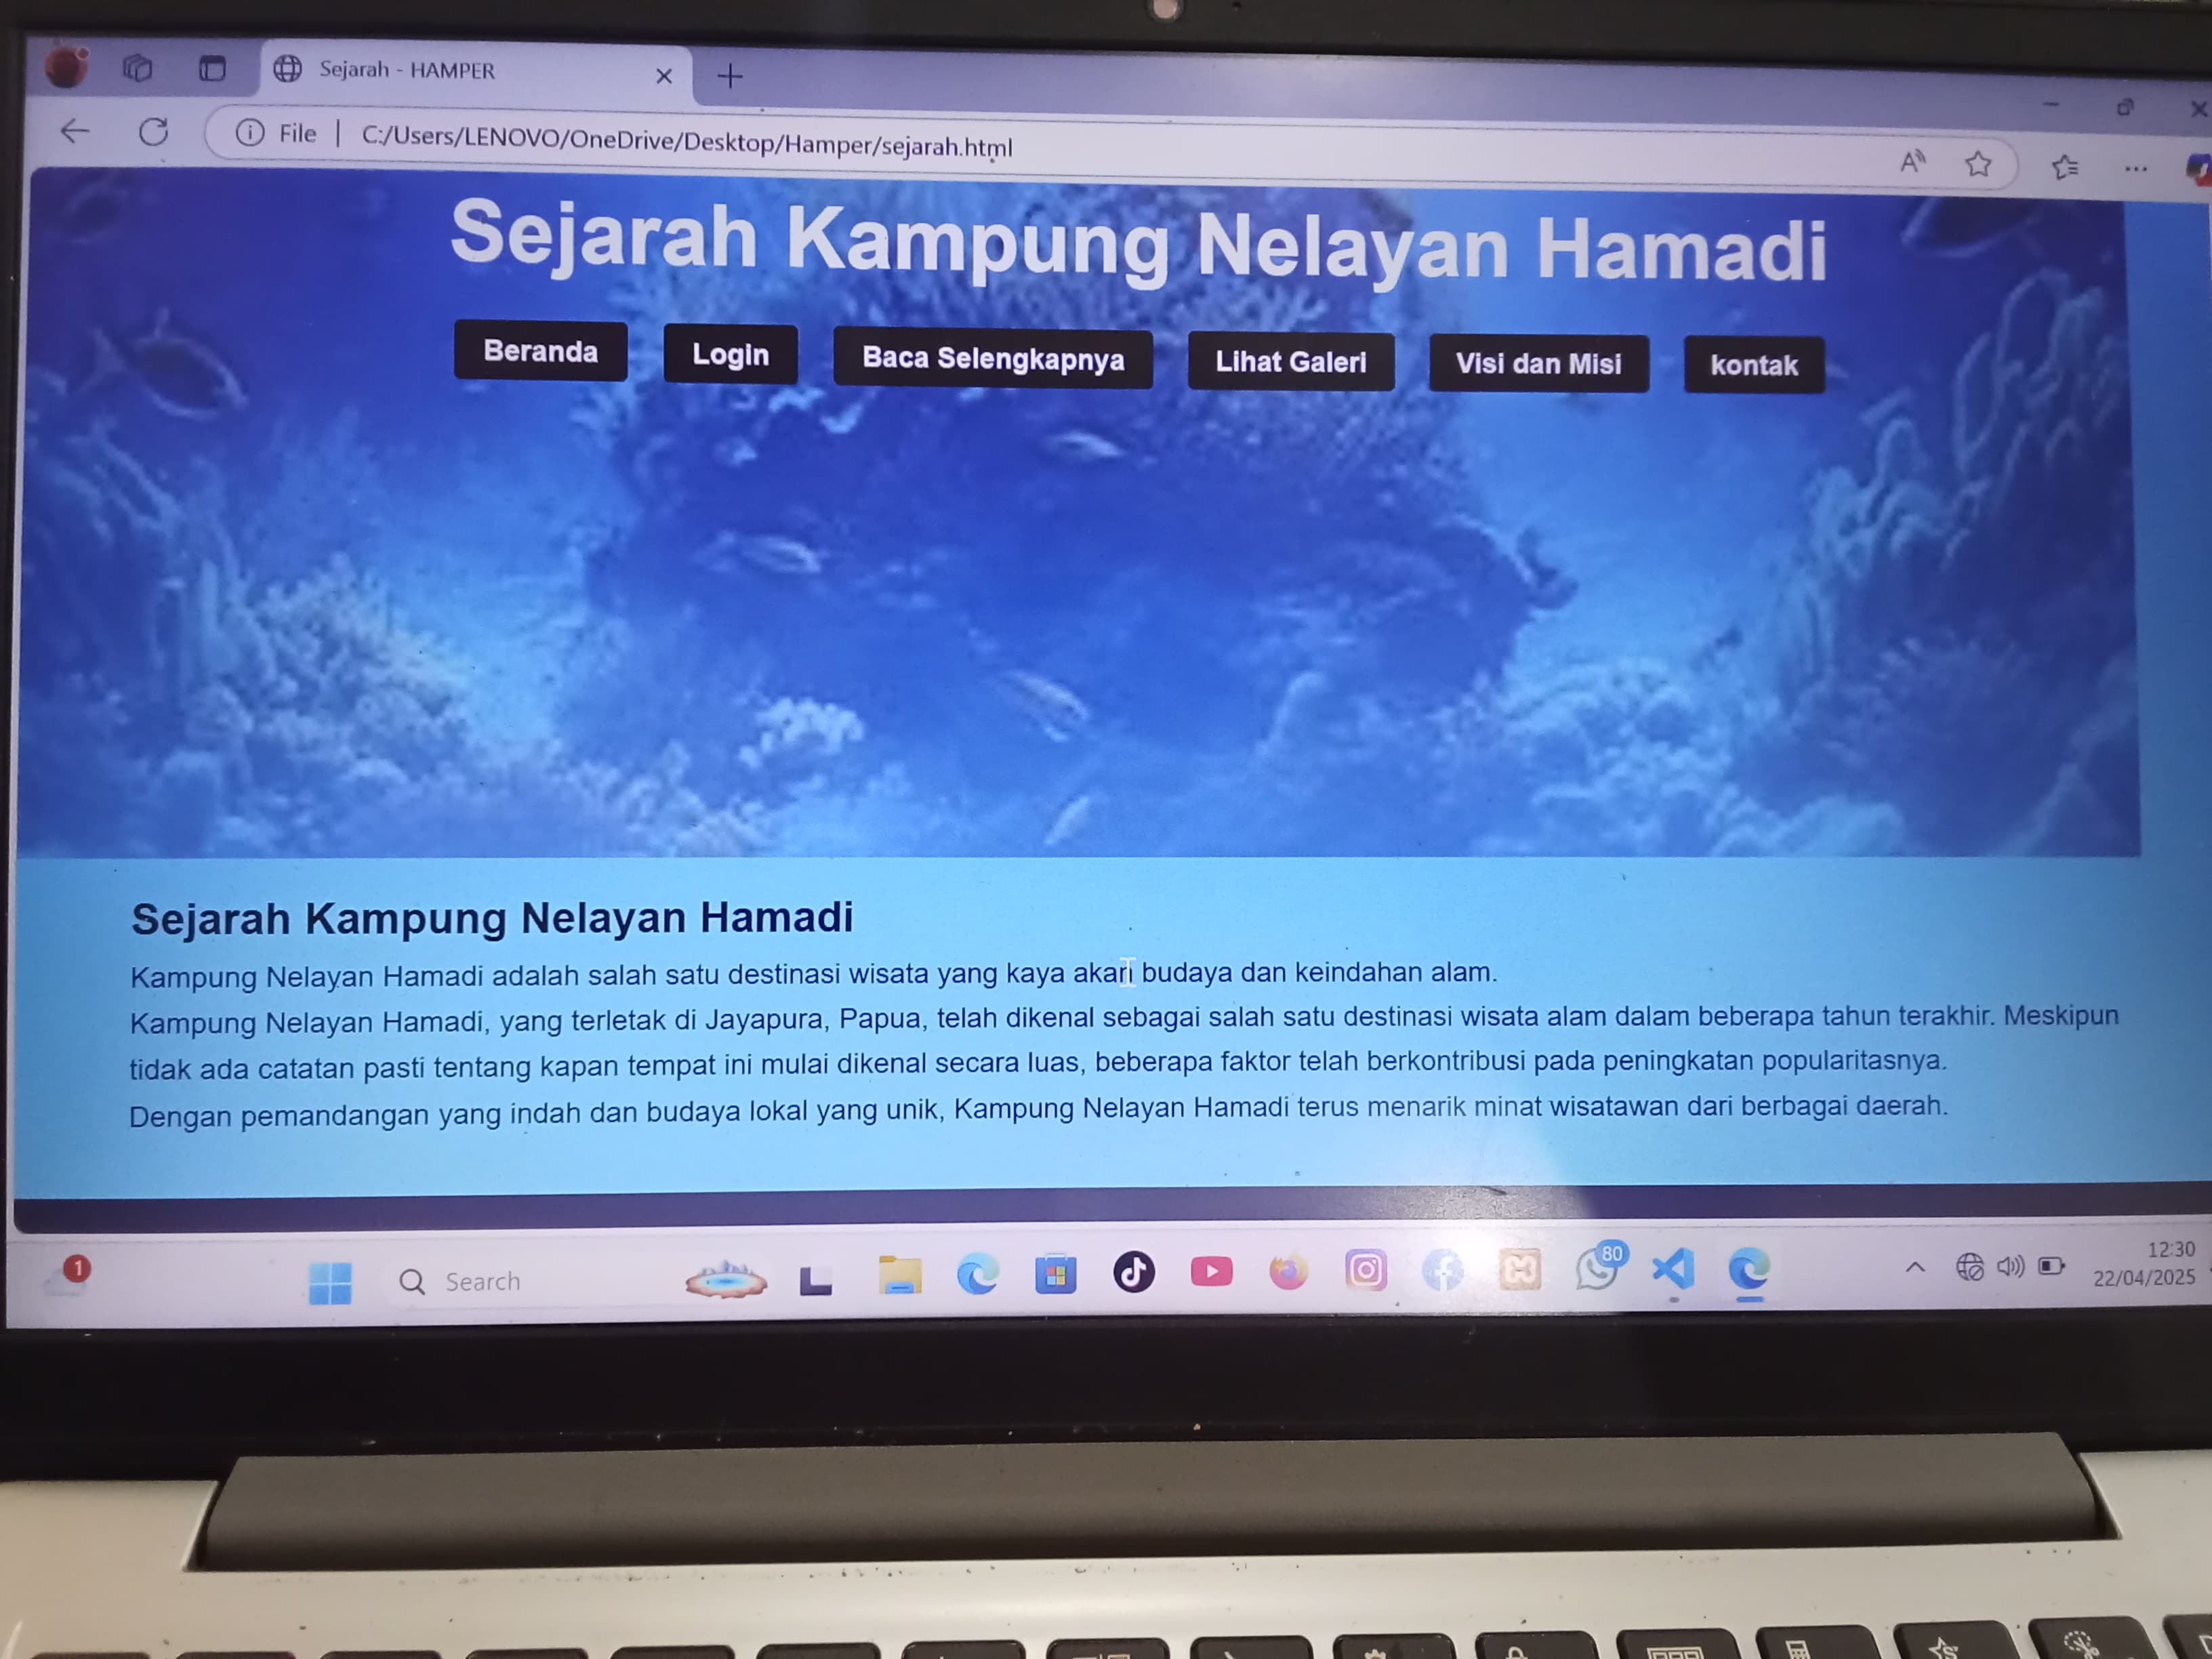 Sejarah - HAMPER
File | C:/Users/LENOVO/OneDrive/Desktop/Hamper/sejarah.html
Sejarah Kampung Nelayan Hamadi
Beranda Login Baca Selengkapnya Lihat Galeri Visi dan Misi kontak
Sejarah Kampung Nelayan Hamadi
Kampung Nelayan Hamadi adalah salah satu destinasi wisata yang kaya akan budaya dan keindahan alam.
Kampung Nelayan Hamadi, yang terletak di Jayapura, Papua, telah dikenal sebagai salah satu destinasi wisata alam dalam beberapa tahun terakhir. Meskipun
tidak ada catatan pasti tentang kapan tempat ini mulai dikenal secara luas, beberapa faktor telah berkontribusi pada peningkatan popularitasnya.
Dengan pemandangan yang indah dan budaya lokal yang unik, Kampung Nelayan Hamadi terus menarik minat wisatawan dari berbagai daerah.
1
Search
80
12:30
22/04/2025